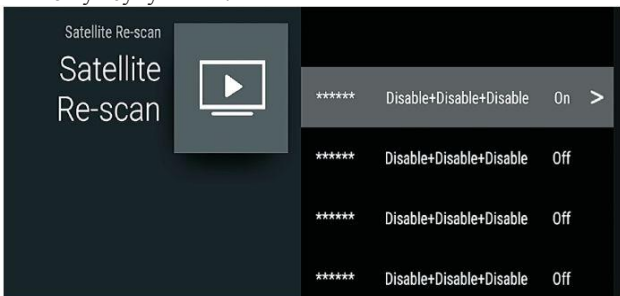 Satellite Re-scan
Satellite
Re-scan
****** Disable+Disable+Disable On >
****** Disable+Disable+Disable Off
****** Disable+Disable+Disable Off
****** Disable+Disable+Disable Off